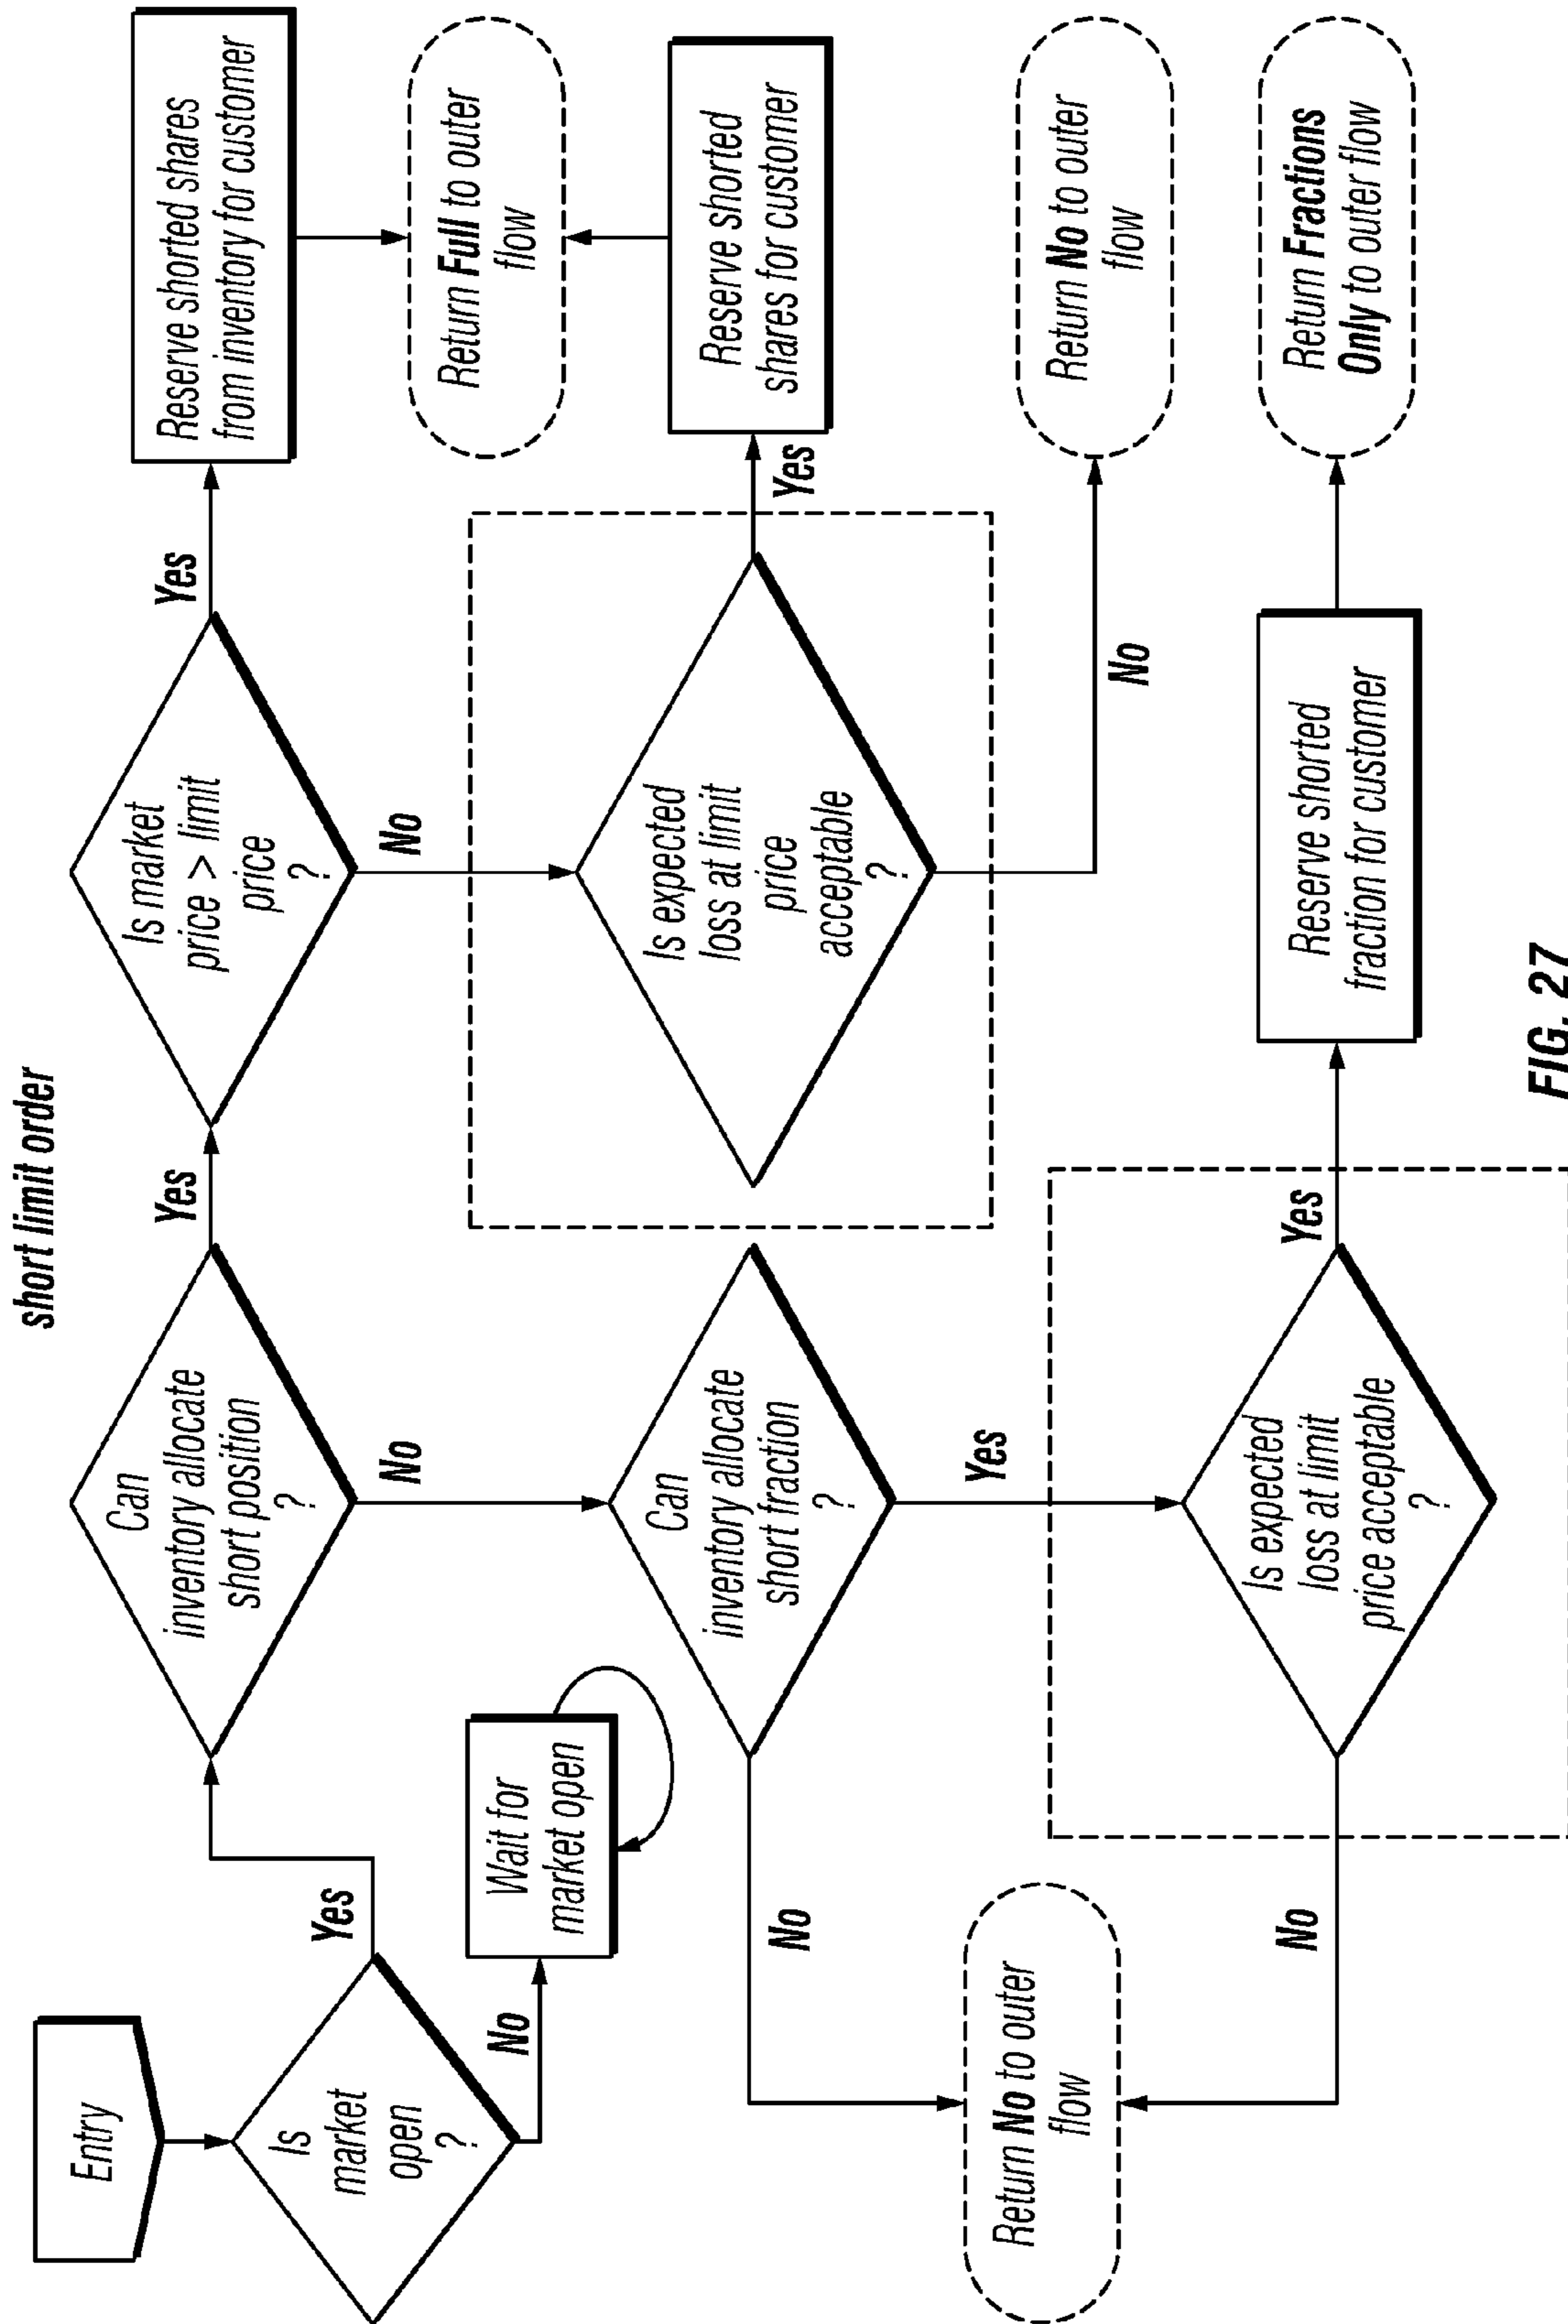 short limit order
Entry
Is
market
open
?
Yes
No
Wait for
market open
Can
inventory allocate
short position
?
Yes
No
Is market
price > limit
price
?
Yes
No
Reserve shorted shares
from inventory for customer
Return Full to outer
flow
Can
inventory allocate
short fraction
?
No
Yes
Is expected
loss at limit
price
acceptable
?
Yes
No
Reserve shorted
shares for customer
Return No to outer
flow
Return No to outer
flow
Is expected
loss at limit
price acceptable
?
No
Yes
Reserve shorted
fraction for customer
Return Fractions
Only to outer flow
FIG. 27